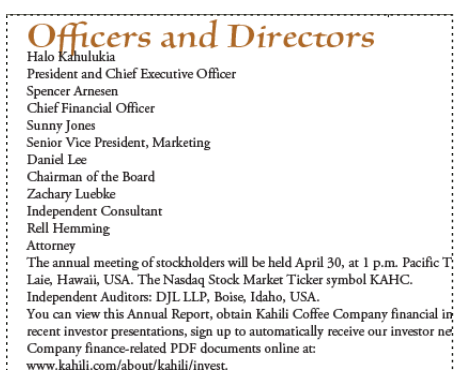 Officers and Directors
Halo Kahulukia
President and Chief Executive Officer
Spencer Arnesen
Chief Financial Officer
Sunny Jones
Senior Vice President, Marketing
Daniel Lee
Chairman of the Board
Zachary Luebke
Independent Consultant
Rell Hemming
Attorney
The annual meeting of stockholders will be held April 30, at 1 p.m. Pacific T
Laie, Hawaii, USA. The Nasdaq Stock Market Ticker symbol KAHC.
Independent Auditors: DJL LLP, Boise, Idaho, USA.
You can view this Annual Report, obtain Kahili Coffee Company financial in
recent investor presentations, sign up to automatically receive our investor ne
Company finance-related PDF documents online at:
www.kahili.com/about/kahili/invest.